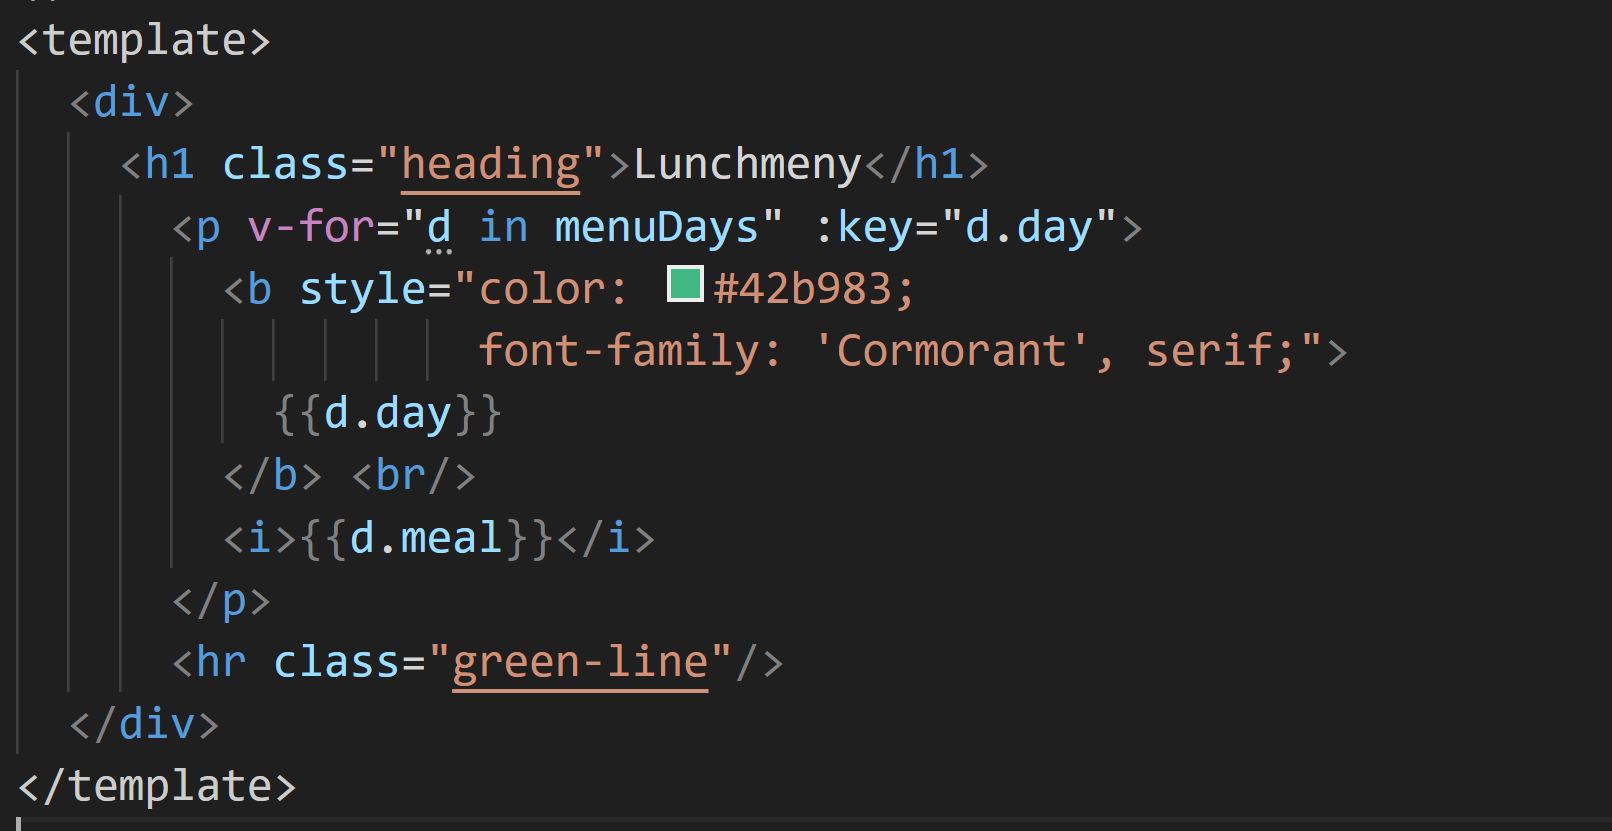 <template>
  <div>
    <h1 class="heading">Lunchmeny</h1>
      <p v-for="d in menuDays" :key="d.day">
        <b style="color: #42b983;
                  font-family: 'Cormorant', serif;">
          {{d.day}}
        </b> <br/>
        <i>{{d.meal}}</i>
      </p>
      <hr class="green-line"/>
  </div>
</template>